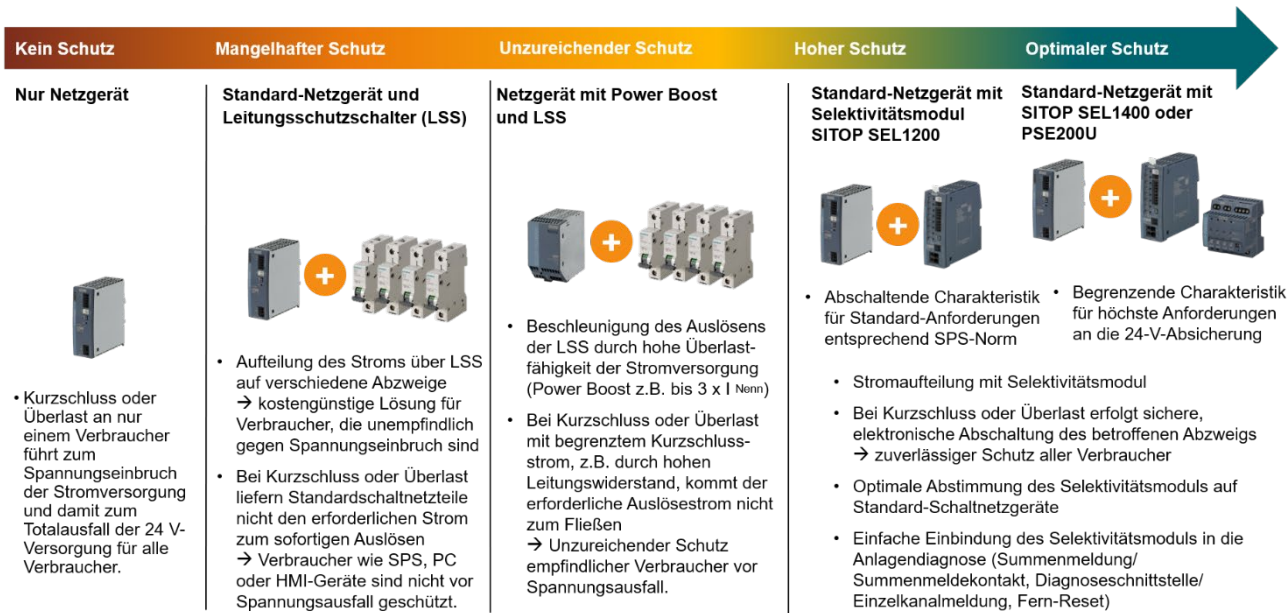 Kein Schutz
Mangelhafter Schutz
Unzureichender Schutz
Hoher Schutz
Optimaler Schutz
Nur Netzgerät
• Kurzschluss oder
Überlast an nur
einem Verbraucher
führt zum
Spannungseinbruch
der Stromversorgung
und damit zum
Totalausfall der 24 V-
Versorgung für alle
Verbraucher.
Standard-Netzgerät und
Leitungsschutzschalter (LSS)
+
• Aufteilung des Stroms über LSS
auf verschiedene Abzweige
→ kostengünstige Lösung für
Verbraucher, die unempfindlich
gegen Spannungseinbruch sind
• Bei Kurzschluss oder Überlast
liefern Standardschaltnetzteile
nicht den erforderlichen Strom
zum sofortigen Auslösen
→ Verbraucher wie SPS, PC
oder HMI-Geräte sind nicht vor
Spannungsausfall geschützt.
Netzgerät mit Power Boost
und LSS
+
• Beschleunigung des Auslösens
der LSS durch hohe Überlast-
fähigkeit der Stromversorgung
(Power Boost z.B. bis 3 x I Nenn)
• Bei Kurzschluss oder Überlast
mit begrenztem Kurzschluss-
strom, z.B. durch hohen
Leitungswiderstand, kommt der
erforderliche Auslösestrom nicht
zum Fließen
→ Unzureichender Schutz
empfindlicher Verbraucher vor
Spannungsausfall.
Standard-Netzgerät mit
Selektivitätsmodul
SITOP SEL1200
+
• Abschaltende Charakteristik
für Standard-Anforderungen
entsprechend SPS-Norm
Standard-Netzgerät mit
SITOP SEL1400 oder
PSE200U
+
• Begrenzende Charakteristik
für höchste Anforderungen
an die 24-V-Absicherung
• Stromaufteilung mit Selektivitätsmodul
• Bei Kurzschluss oder Überlast erfolgt sichere,
elektronische Abschaltung des betroffenen Abzweigs
→ zuverlässiger Schutz aller Verbraucher
• Optimale Abstimmung des Selektivitätsmoduls auf
Standard-Schaltnetzgeräte
• Einfache Einbindung des Selektivitätsmoduls in die
Anlagendiagnose (Summenmeldung/
Summenmeldekontakt, Diagnoseschnittstelle/
Einzelkanalmeldung, Fern-Reset)